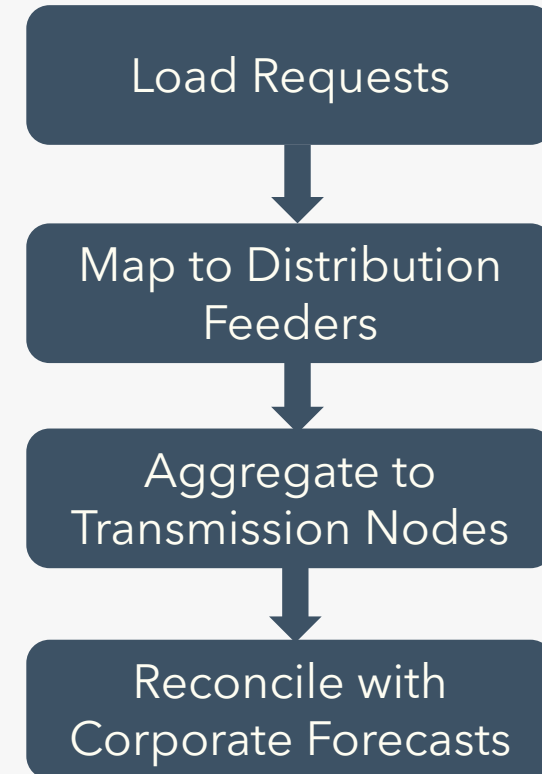 Load Requests
Map to Distribution
Feeders
Aggregate to
Transmission Nodes
Reconcile with
Corporate Forecasts